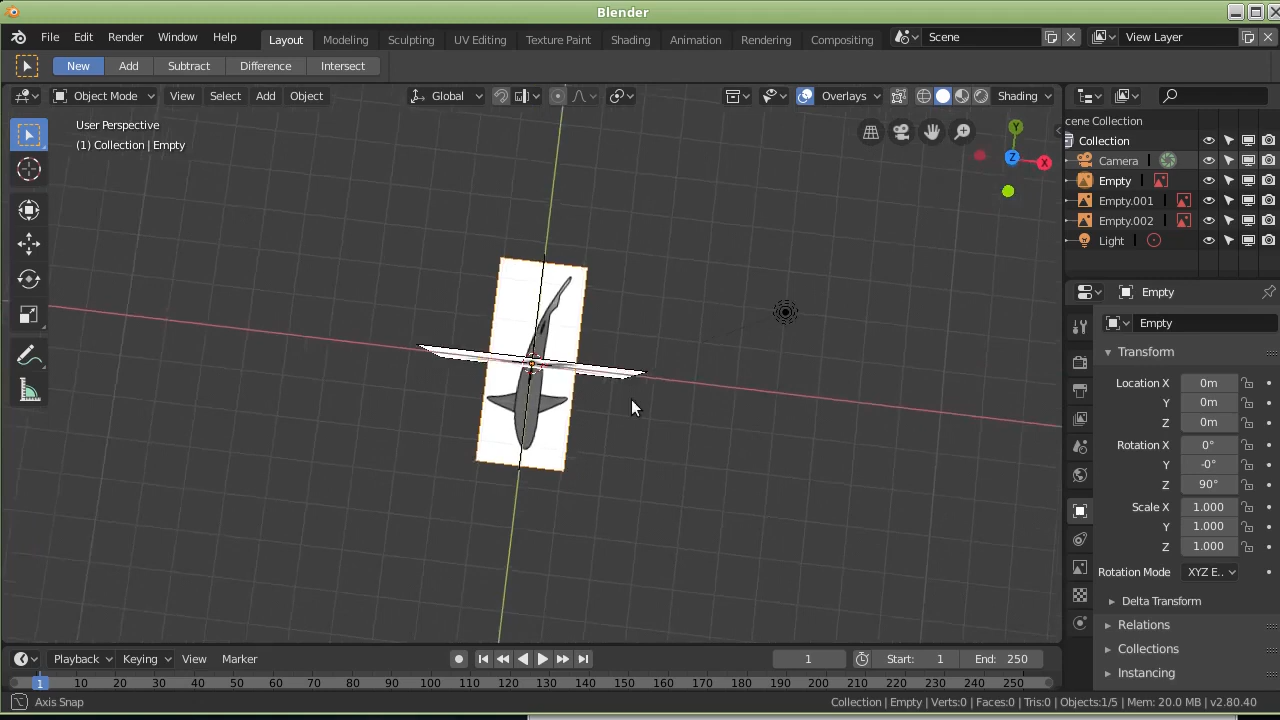 Blender
File Edit Render Window Help Layout Modeling Sculpting UV Editing Texture Paint Shading Animation Rendering Compositing Scene View Layer
New Add Subtract Difference Intersect
Object Mode View Select Add Object Global Overlays Shading
User Perspective
(1) Collection | Empty
Y
Z X
cene Collection
Collection
Camera
Empty
Empty.001
Empty.002
Light
Empty
Empty
Transform
Location X 0m
Y 0m
Z 0m
Rotation X 0°
Y -0°
Z 90°
Scale X 1.000
Y 1.000
Z 1.000
Rotation Mode XYZ E..
Delta Transform
Relations
Collections
Instancing
Playback Keying View Marker 1 Start: 1 End: 250
1 10 20 30 40 50 60 70 80 90 100 110 120 130 140 150 160 170 180 190 200 210 220 230 240 250
Axis Snap Collection | Empty | Verts:0 | Faces:0 | Tris:0 | Objects:1/5 | Mem: 20.0 MB | v2.80.40